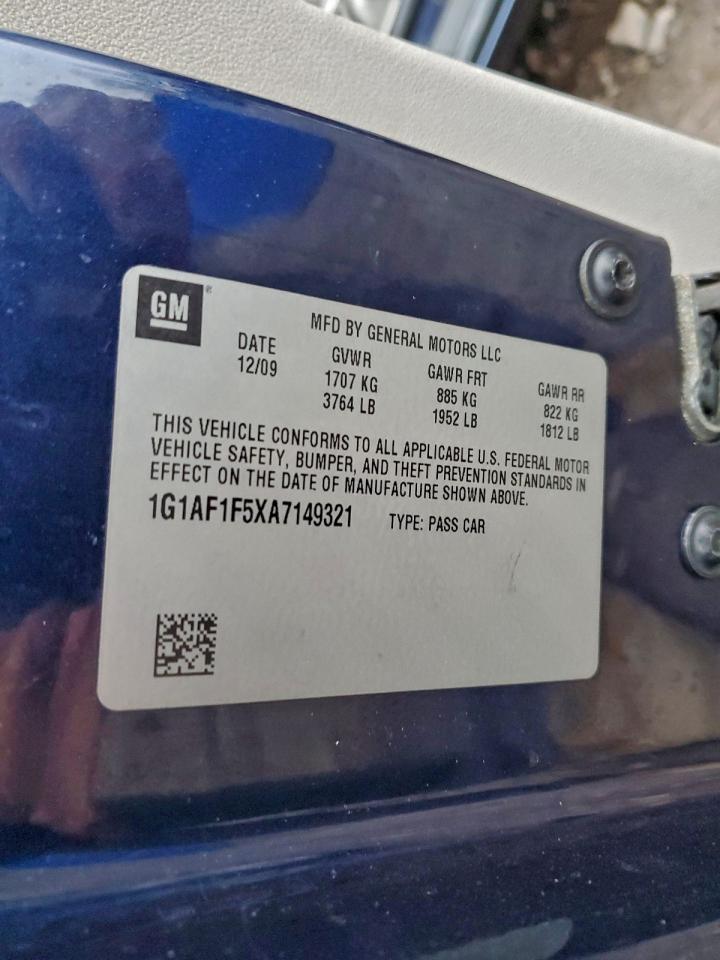 GM®
MFD BY GENERAL MOTORS LLC
DATE GVWR GAWR FRT GAWR RR
12/09 1707 KG 885 KG 822 KG
3764 LB 1952 LB 1812 LB
THIS VEHICLE CONFORMS TO ALL APPLICABLE U.S. FEDERAL MOTOR
VEHICLE SAFETY, BUMPER, AND THEFT PREVENTION STANDARDS IN
EFFECT ON THE DATE OF MANUFACTURE SHOWN ABOVE.
1G1AF1F5XA7149321 TYPE: PASS CAR